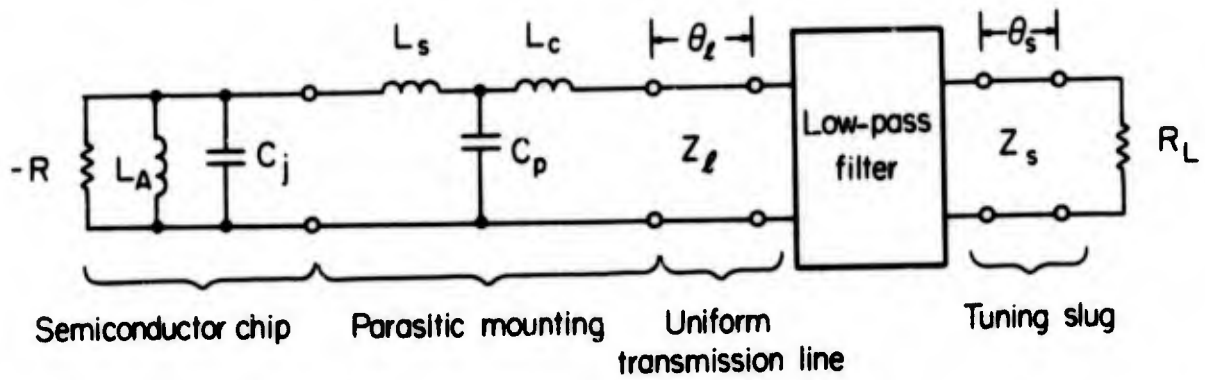 L_s
L_c
θ_ℓ
θ_s
-R
L_A
C_j
C_p
Z_ℓ
Low-pass
filter
Z_s
R_L
Semiconductor chip
Parasitic mounting
Uniform
transmission line
Tuning slug